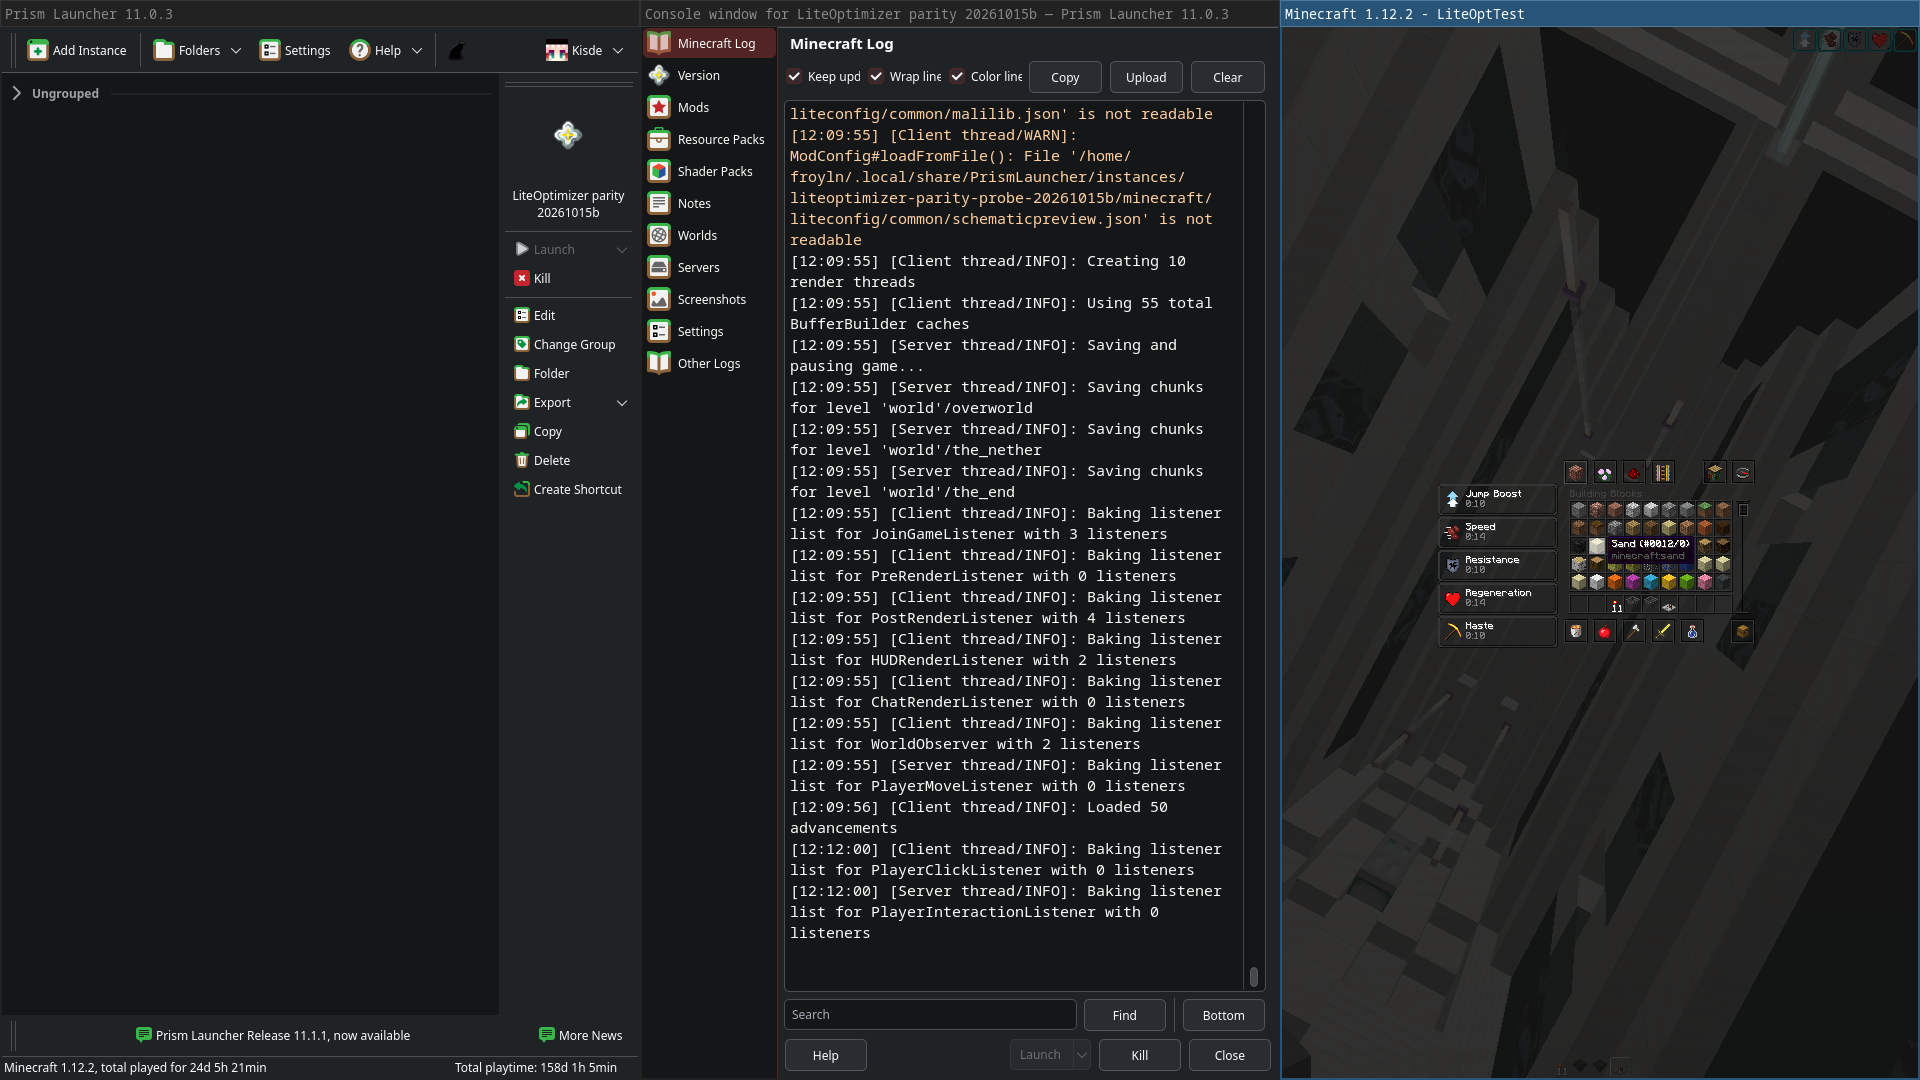 Prism Launcher 11.0.3
Add Instance
Folders
Settings
Help
Kisde
Ungrouped
LiteOptimizer parity
20261015b
Launch
Kill
Edit
Change Group
Folder
Export
Copy
Delete
Create Shortcut
Prism Launcher Release 11.1.1, now available
More News
Minecraft 1.12.2, total played for 24d 5h 21min
Total playtime: 158d 1h 5min
Console window for LiteOptimizer parity 20261015b — Prism Launcher 11.0.3
Minecraft Log
Version
Mods
Resource Packs
Shader Packs
Notes
Worlds
Servers
Screenshots
Settings
Other Logs
Minecraft Log
Keep upd
Wrap line
Color line
Copy
Upload
Clear
liteconfig/common/malilib.json' is not readable
[12:09:55] [Client thread/WARN]:
ModConfig#loadFromFile(): File '/home/
froyln/.local/share/PrismLauncher/instances/
liteoptimizer-parity-probe-20261015b/minecraft/
liteconfig/common/schematicpreview.json' is not
readable
[12:09:55] [Client thread/INFO]: Creating 10
render threads
[12:09:55] [Client thread/INFO]: Using 55 total
BufferBuilder caches
[12:09:55] [Server thread/INFO]: Saving and
pausing game...
[12:09:55] [Server thread/INFO]: Saving chunks
for level 'world'/overworld
[12:09:55] [Server thread/INFO]: Saving chunks
for level 'world'/the_nether
[12:09:55] [Server thread/INFO]: Saving chunks
for level 'world'/the_end
[12:09:55] [Client thread/INFO]: Baking listener
list for JoinGameListener with 3 listeners
[12:09:55] [Client thread/INFO]: Baking listener
list for PreRenderListener with 0 listeners
[12:09:55] [Client thread/INFO]: Baking listener
list for PostRenderListener with 4 listeners
[12:09:55] [Client thread/INFO]: Baking listener
list for HUDRenderListener with 2 listeners
[12:09:55] [Client thread/INFO]: Baking listener
list for ChatRenderListener with 0 listeners
[12:09:55] [Client thread/INFO]: Baking listener
list for WorldObserver with 2 listeners
[12:09:55] [Server thread/INFO]: Baking listener
list for PlayerMoveListener with 0 listeners
[12:09:56] [Client thread/INFO]: Loaded 50
advancements
[12:12:00] [Client thread/INFO]: Baking listener
list for PlayerClickListener with 0 listeners
[12:12:00] [Server thread/INFO]: Baking listener
list for PlayerInteractionListener with 0
listeners
Search
Find
Bottom
Help
Launch
Kill
Close
Minecraft 1.12.2 - LiteOptTest
Jump Boost
0:10
Speed
0:14
Resistance
0:10
Regeneration
0:14
Haste
0:10
Building Blocks
Sand (#0012/0)
minecraft:sand
11
11